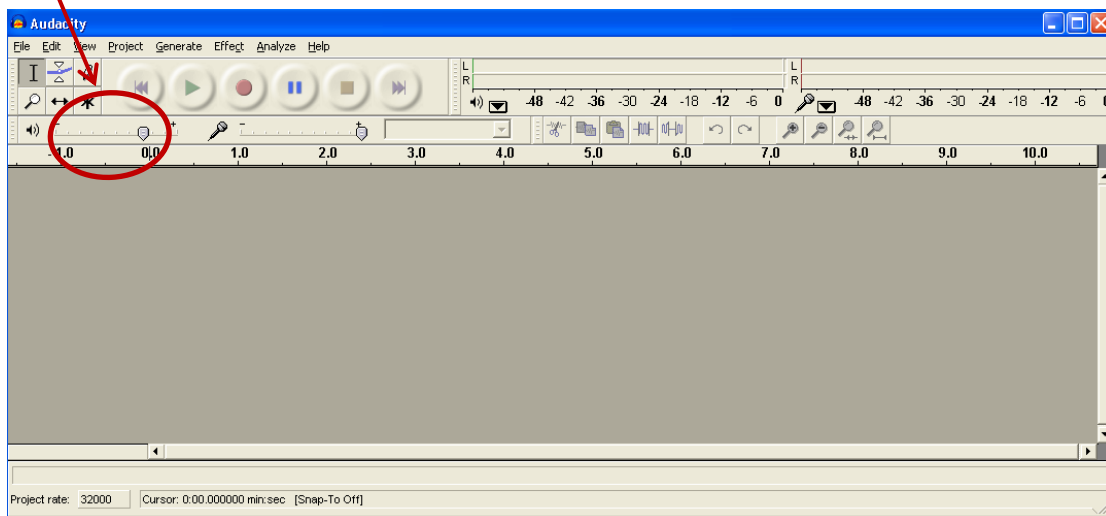 Audacity
File Edit View Project Generate Effect Analyze Help
L
R
-48 -42 -36 -30 -24 -18 -12 -6 0
L
R
-48 -42 -36 -30 -24 -18 -12 -6
- + - +
-1.0 0.0 1.0 2.0 3.0 4.0 5.0 6.0 7.0 8.0 9.0 10.0
Project rate: 32000 Cursor: 0:00.000000 min:sec [Snap-To Off]